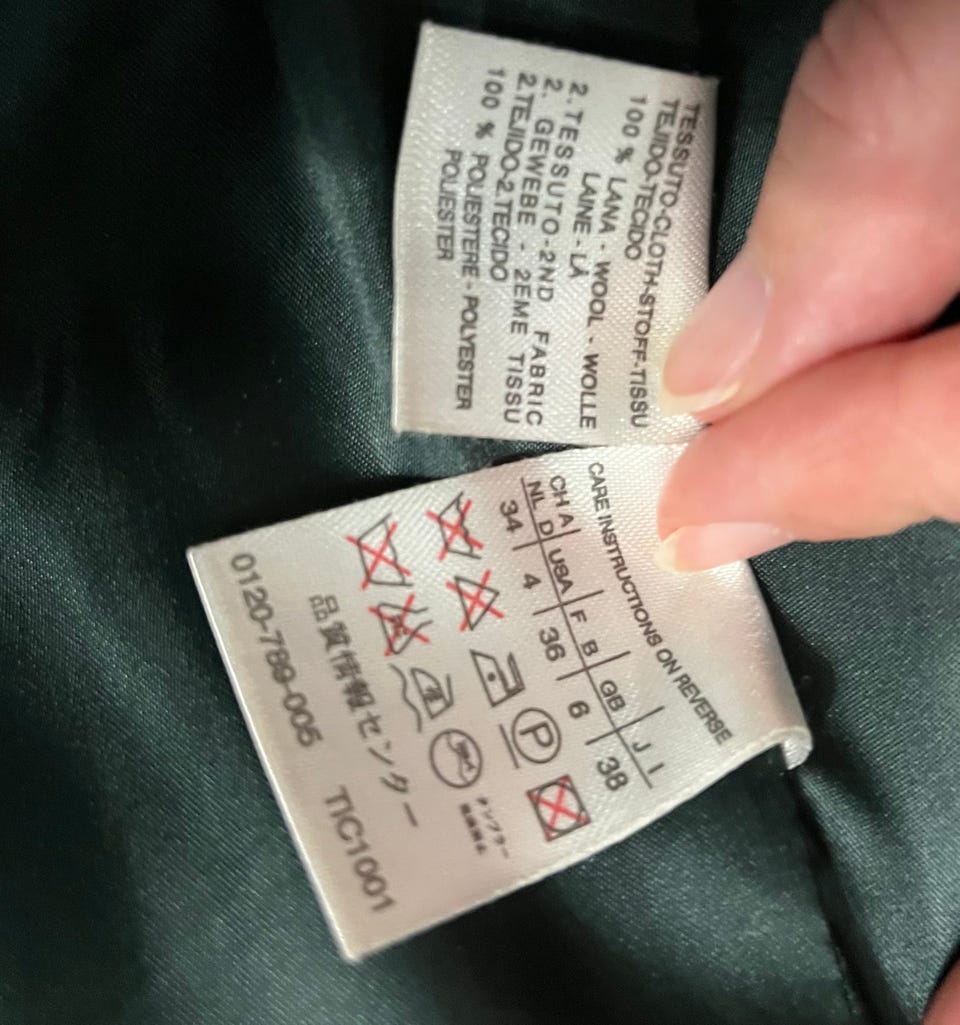 TESSUTO-CLOTH-STOFF-TISSU
TEJIDO-TECIDO
100 % LANA - WOOL - WOLLE
LAINE - LÃ
2. TESSUTO-2ND FABRIC
2. GEWEBE - 2EME TISSU
2.TEJIDO-2.TECIDO
100 % POLIESTERE - POLYESTER
POLIESTER
CARE INSTRUCTIONS ON REVERSE
CH A F B J I
NL D USA GB
34 4 36 6 38
P
品質情報センター
0120-789-005 TIC1001